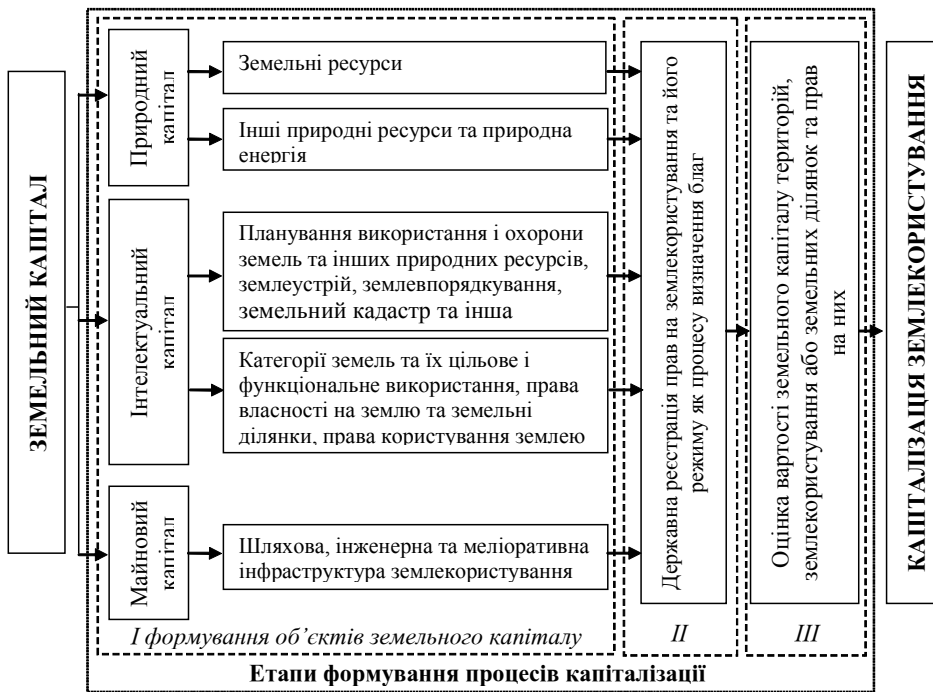 ЗЕМЕЛЬНИЙ КАПІТАЛ
Природний
капітал
Земельні ресурси
Інші природні ресурси та природна
енергія
Інтелектуальний
капітал
Планування використання і охорони
земель та інших природних ресурсів,
землеустрій, землевпорядкування,
земельний кадастр та інша
Категорії земель та їх цільове і
функціональне використання, права
власності на землю та земельні
ділянки, права користування землею
Майновий
капітал
Шляхова, інженерна та меліоративна
інфраструктура землекористування
І формування об’єктів земельного капіталу
Державна реєстрація прав на землекористування та його
режиму як процесу визначення благ
ІІ
Оцінка вартості земельного капіталу територій,
землекористування або земельних ділянок та прав
на них
ІІІ
КАПІТАЛІЗАЦІЯ ЗЕМЛЕКОРИСТУВАННЯ
Етапи формування процесів капіталізації